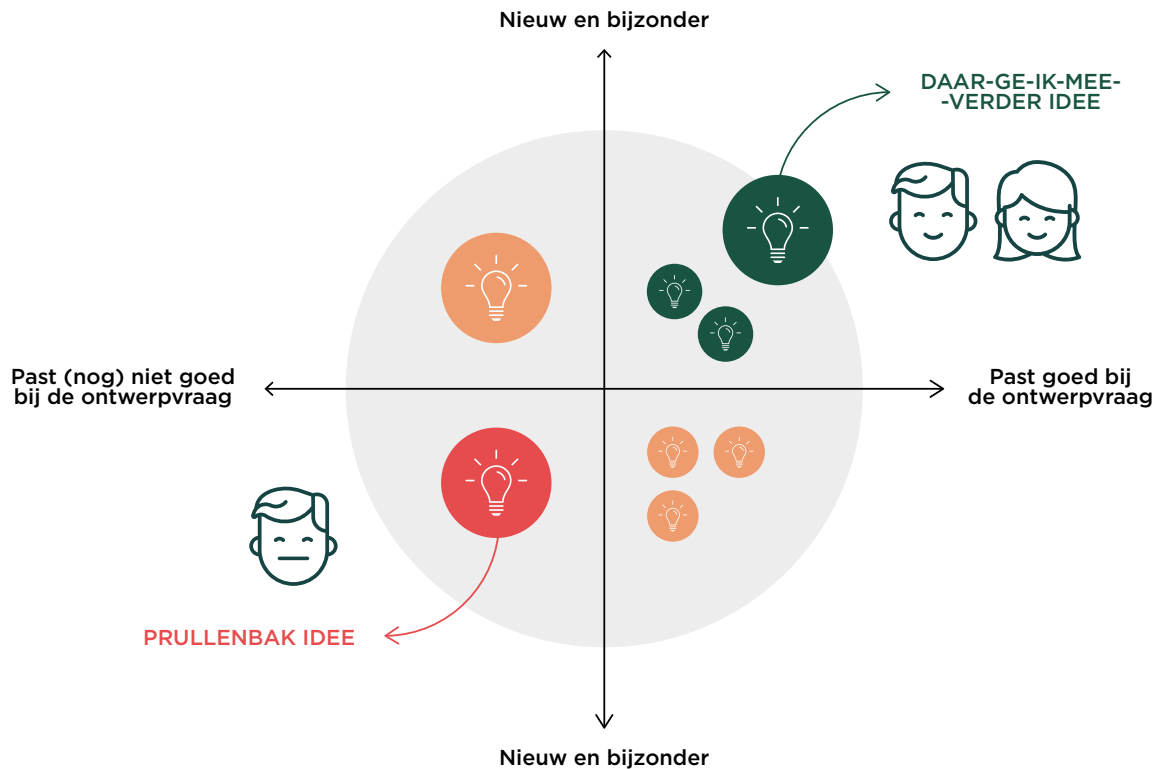 Nieuw en bijzonder
DAAR-GE-IK-MEE-
-VERDER IDEE
Past (nog) niet goed
bij de ontwerpvraag
Past goed bij
de ontwerpvraag
PRULLENBAK IDEE
Nieuw en bijzonder